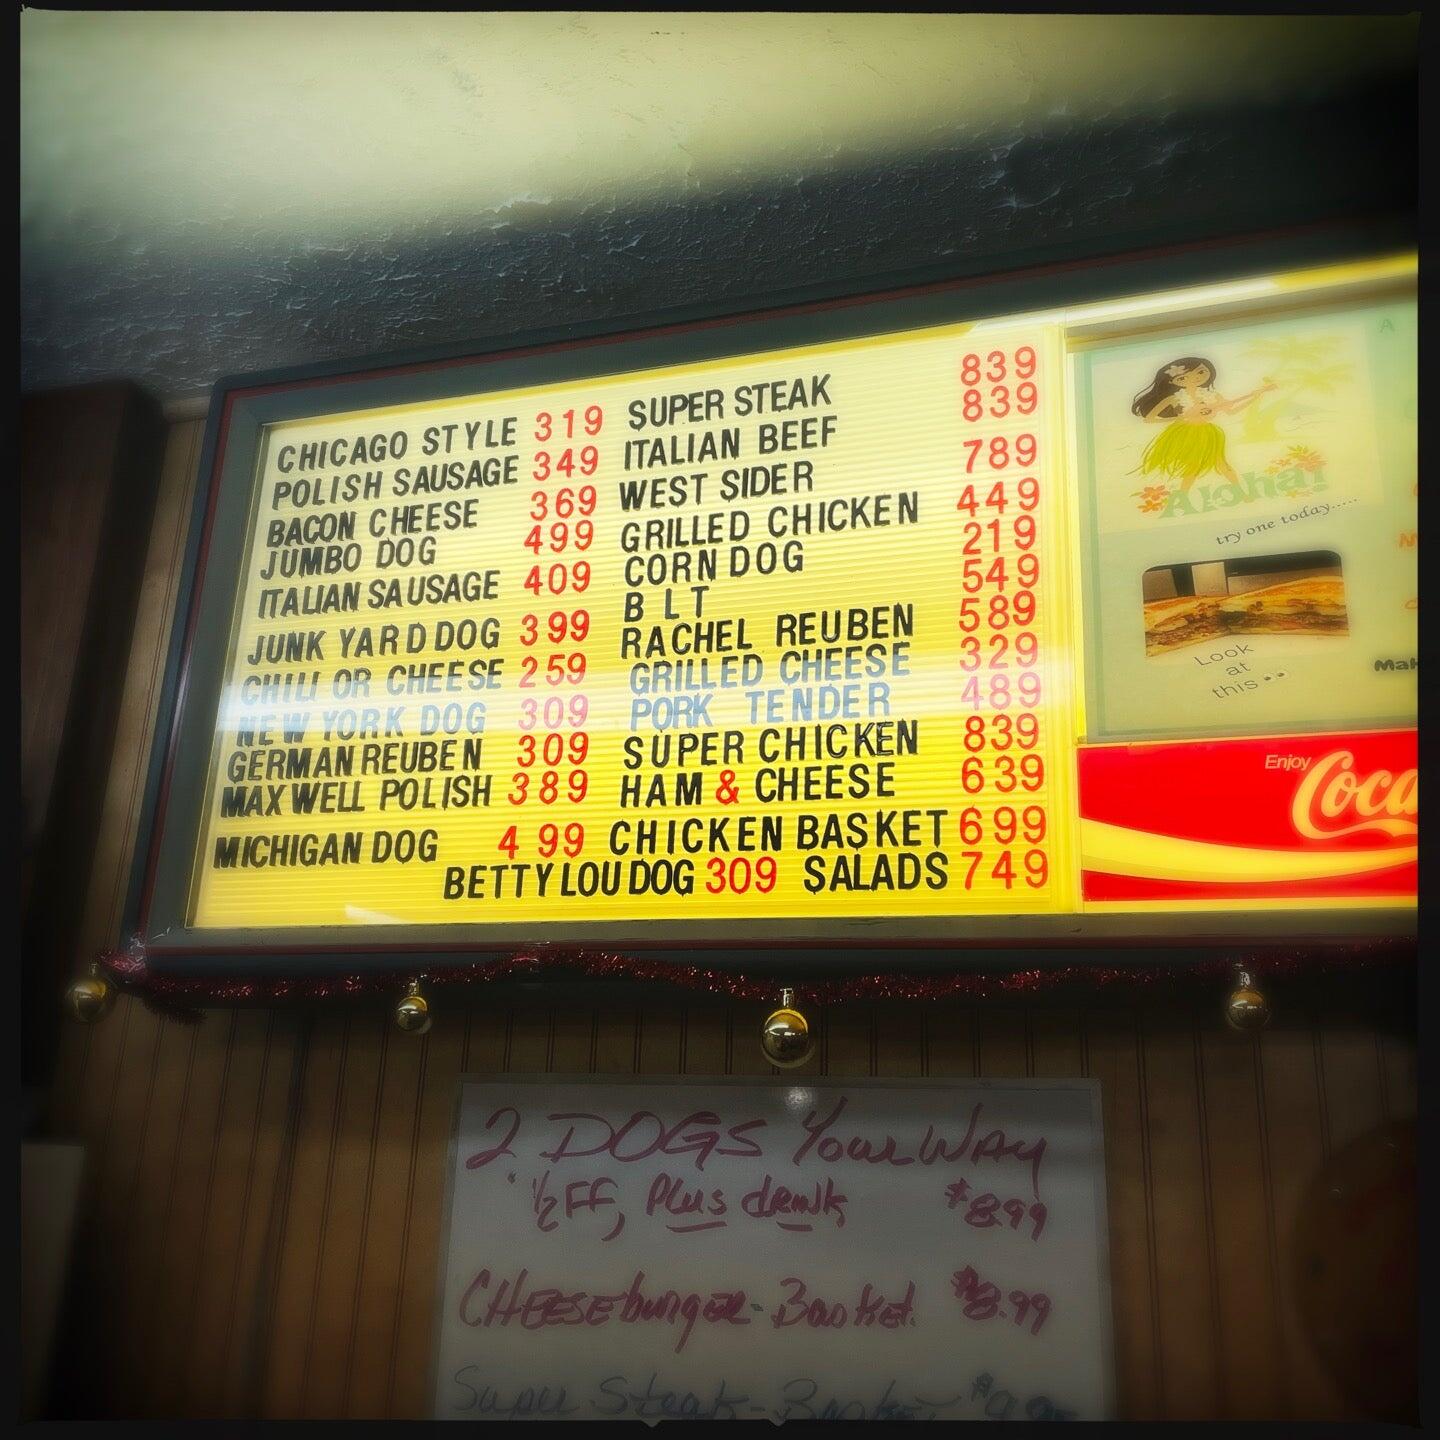 CHICAGO STYLE 319
POLISH SAUSAGE 349
BACON CHEESE 369
JUMBO DOG 499
ITALIAN SAUSAGE 409
JUNK YARD DOG 399
CHILI OR CHEESE 259
NEW YORK DOG 309
GERMAN REUBEN 309
MAXWELL POLISH 389
MICHIGAN DOG 4 99
BETTY LOU DOG 309
SUPER STEAK 839
ITALIAN BEEF 839
WEST SIDER 789
GRILLED CHICKEN 449
CORN DOG 219
B L T 549
RACHEL REUBEN 589
GRILLED CHEESE 329
PORK TENDER 489
SUPER CHICKEN 839
HAM & CHEESE 639
CHICKEN BASKET 699
SALADS 749
Aloha!
try one today.....
Look
at
this
Enjoy
Coca
2 DOGS Your WAY
1/2 FF, Plus drink $8.99
CHEESEburger-Basket $8.99
Super Steak-Basket